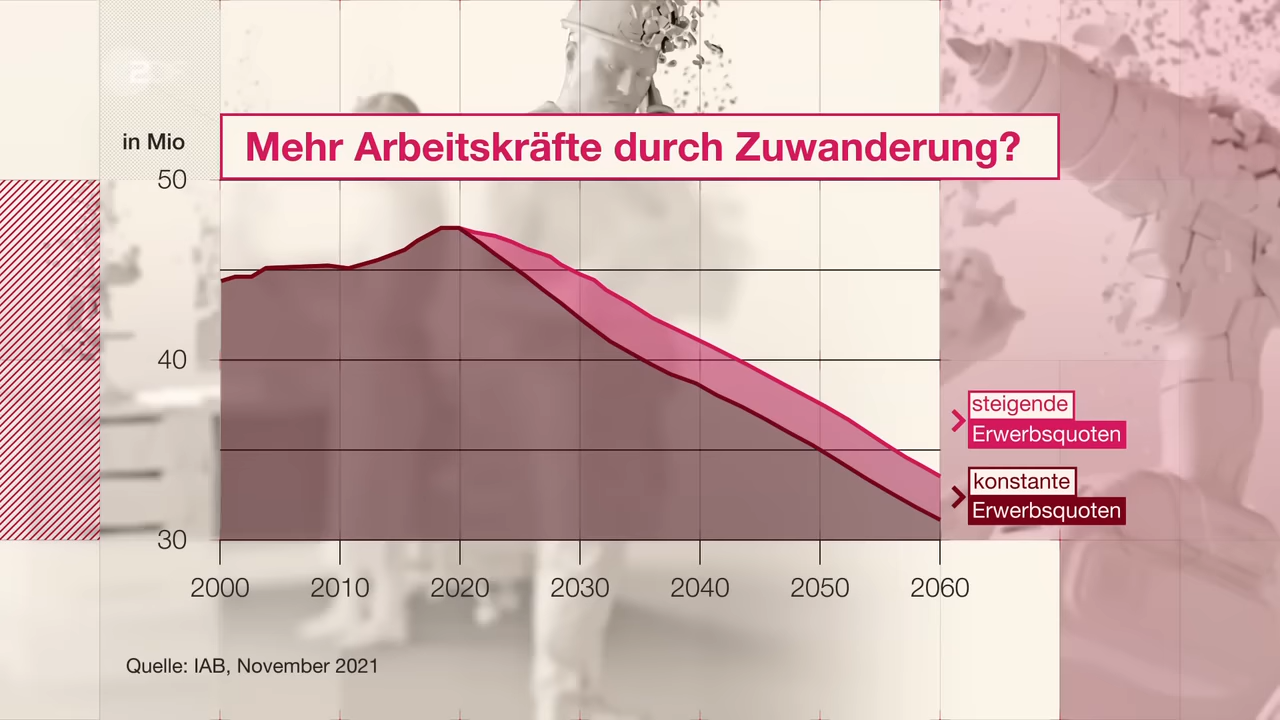 ZDF
in Mio
Mehr Arbeitskräfte durch Zuwanderung?
50
40
30
steigende
Erwerbsquoten
konstante
Erwerbsquoten
2000 2010 2020 2030 2040 2050 2060
Quelle: IAB, November 2021